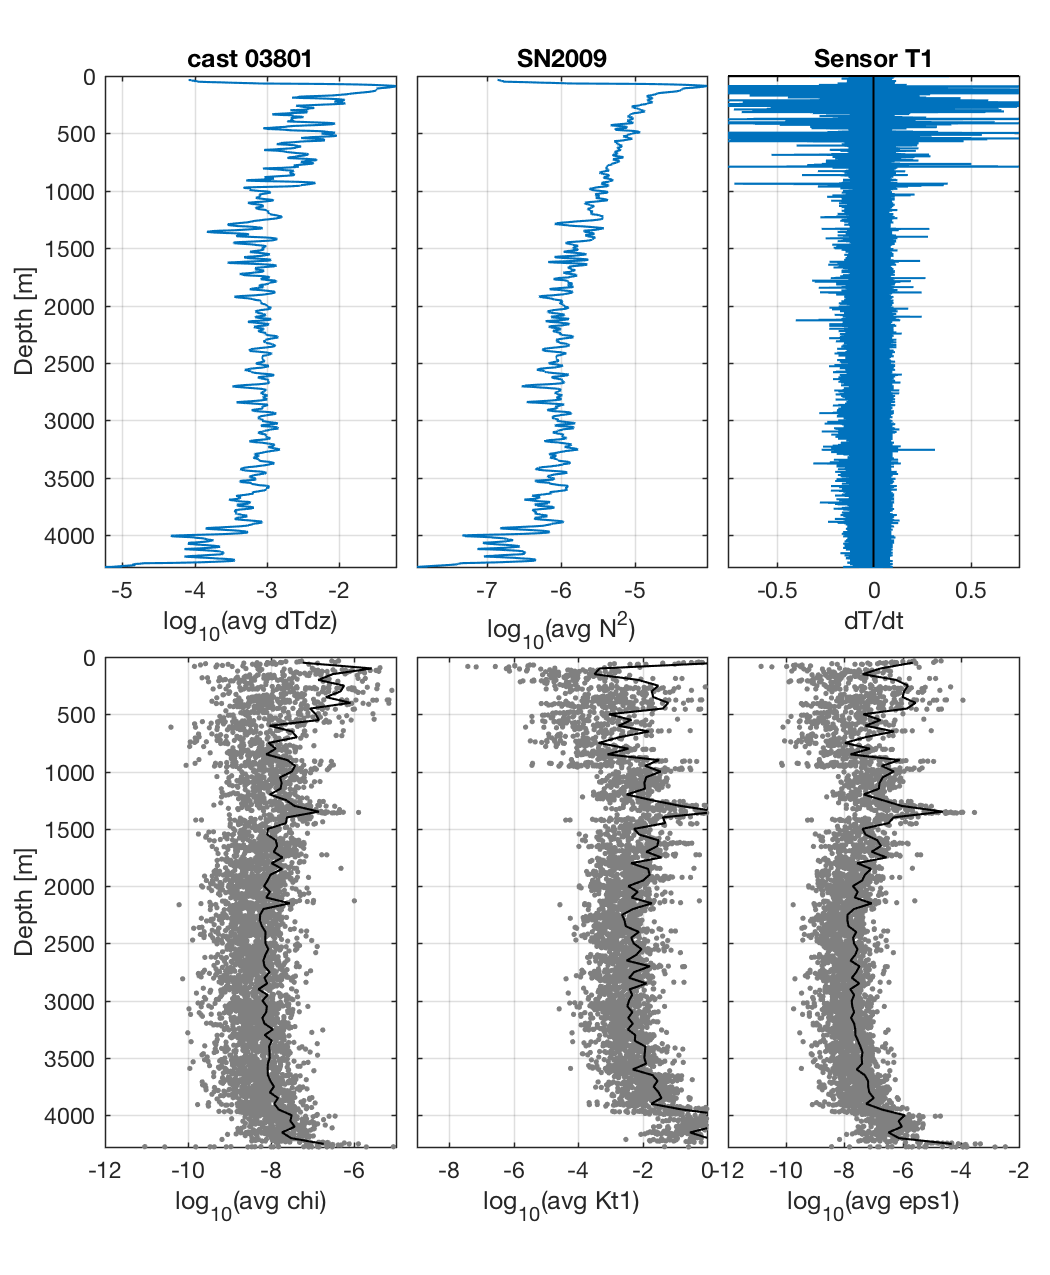 cast 03801 SN2009 Sensor T1
0
500
1000
1500
2000
2500
3000
3500
4000
Depth [m]
-5 -4 -3 -2 -7 -6 -5 -0.5 0 0.5
log10(avg dTdz) log10(avg N2) dT/dt
0
500
1000
1500
2000
2500
3000
3500
4000
Depth [m]
-12 -10 -8 -6 -8 -6 -4 -2 0 -12 -10 -8 -6 -4 -2
log10(avg chi) log10(avg Kt1) log10(avg eps1)